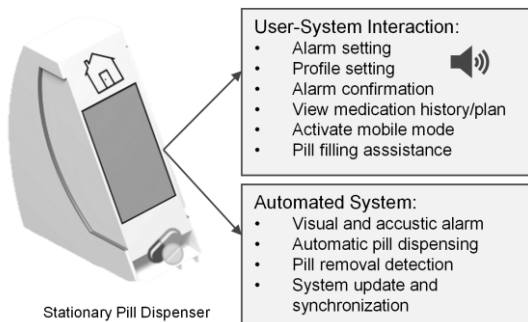 User-System Interaction:
• Alarm setting
• Profile setting
• Alarm confirmation
• View medication history/plan
• Activate mobile mode
• Pill filling asssistance
Automated System:
• Visual and accustic alarm
• Automatic pill dispensing
• Pill removal detection
• System update and
synchronization
Stationary Pill Dispenser